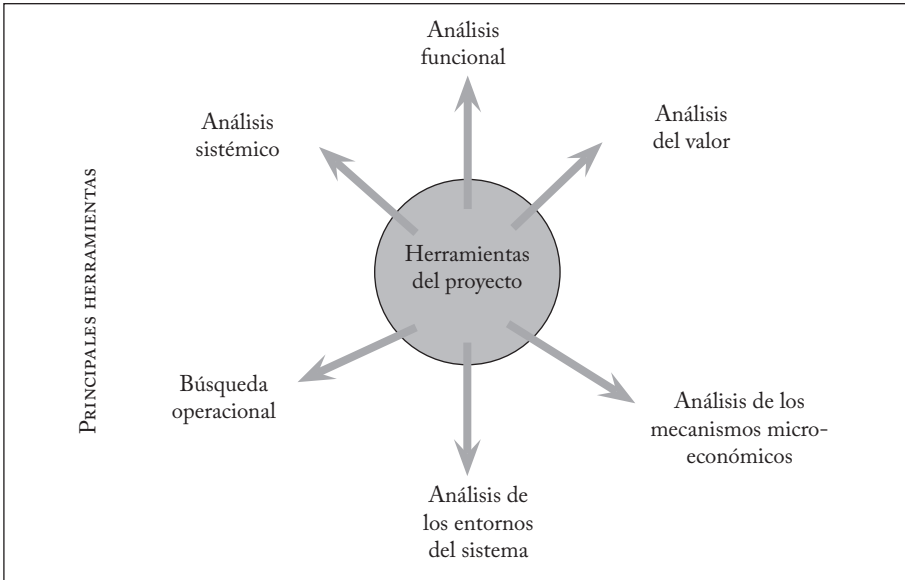 Análisis
funcional
Análisis
del valor
Análisis
sistémico
Herramientas
del proyecto
PRINCIPALES HERRAMIENTAS
Búsqueda
operacional
Análisis de los
mecanismos micro-
económicos
Análisis de
los entornos
del sistema